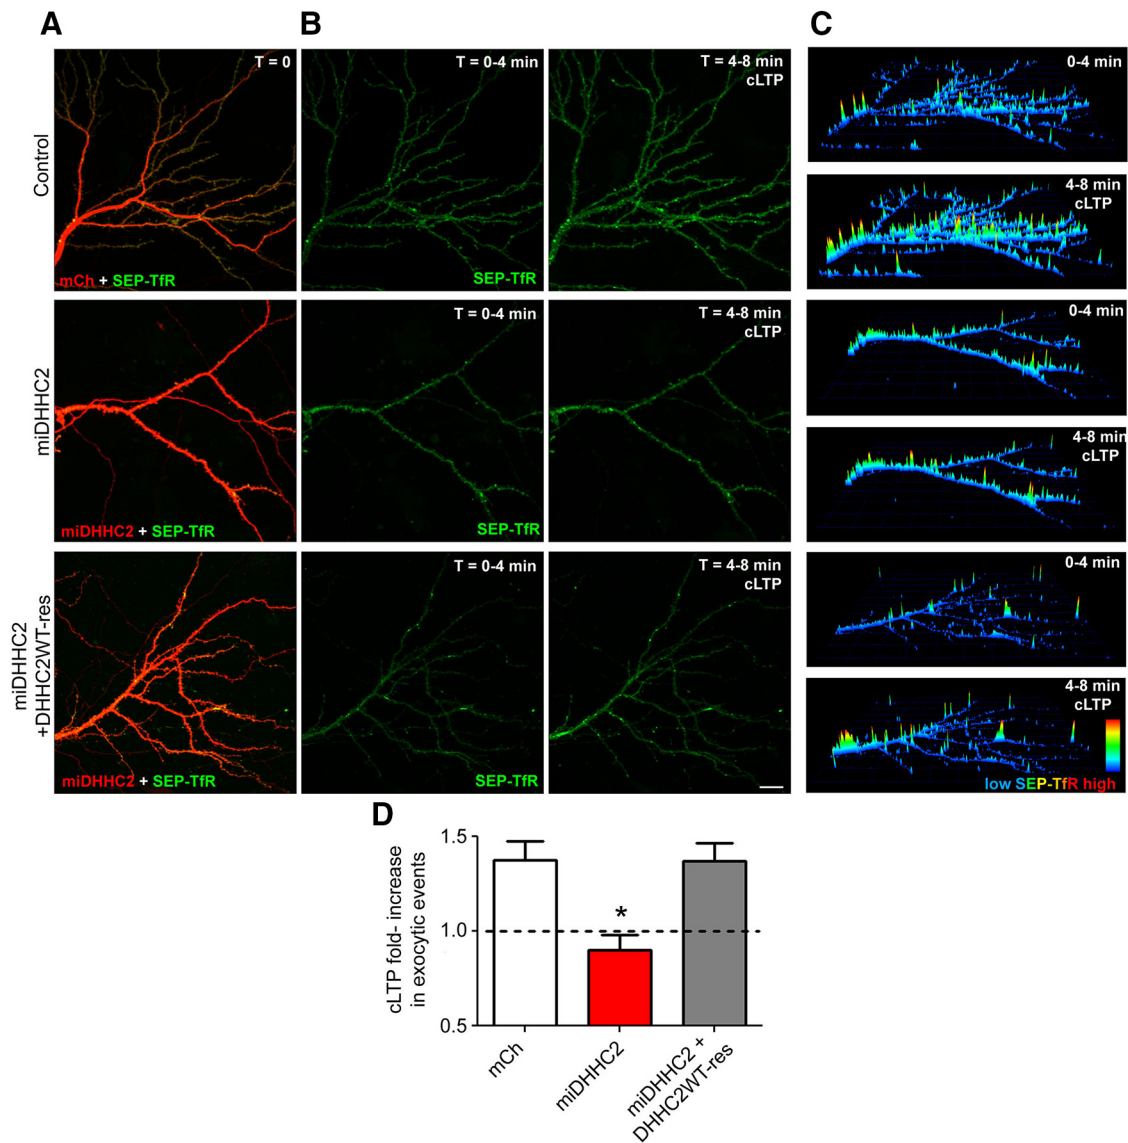 A
B
C
Control
T = 0
mCh + SEP-TfR
T = 0-4 min
SEP-TfR
T = 4-8 min
cLTP
0-4 min
4-8 min
cLTP
miDHHC2
miDHHC2 + SEP-TfR
T = 0-4 min
SEP-TfR
T = 4-8 min
cLTP
0-4 min
4-8 min
cLTP
miDHHC2
+DHHC2WT-res
miDHHC2 + SEP-TfR
T = 0-4 min
SEP-TfR
T = 4-8 min
cLTP
0-4 min
4-8 min
cLTP
low SEP-TfR high
D
cLTP fold- increase
in exocytic events
1.5
1.0
0.5
*
mCh
miDHHC2
miDHHC2 +
DHHC2WT-res